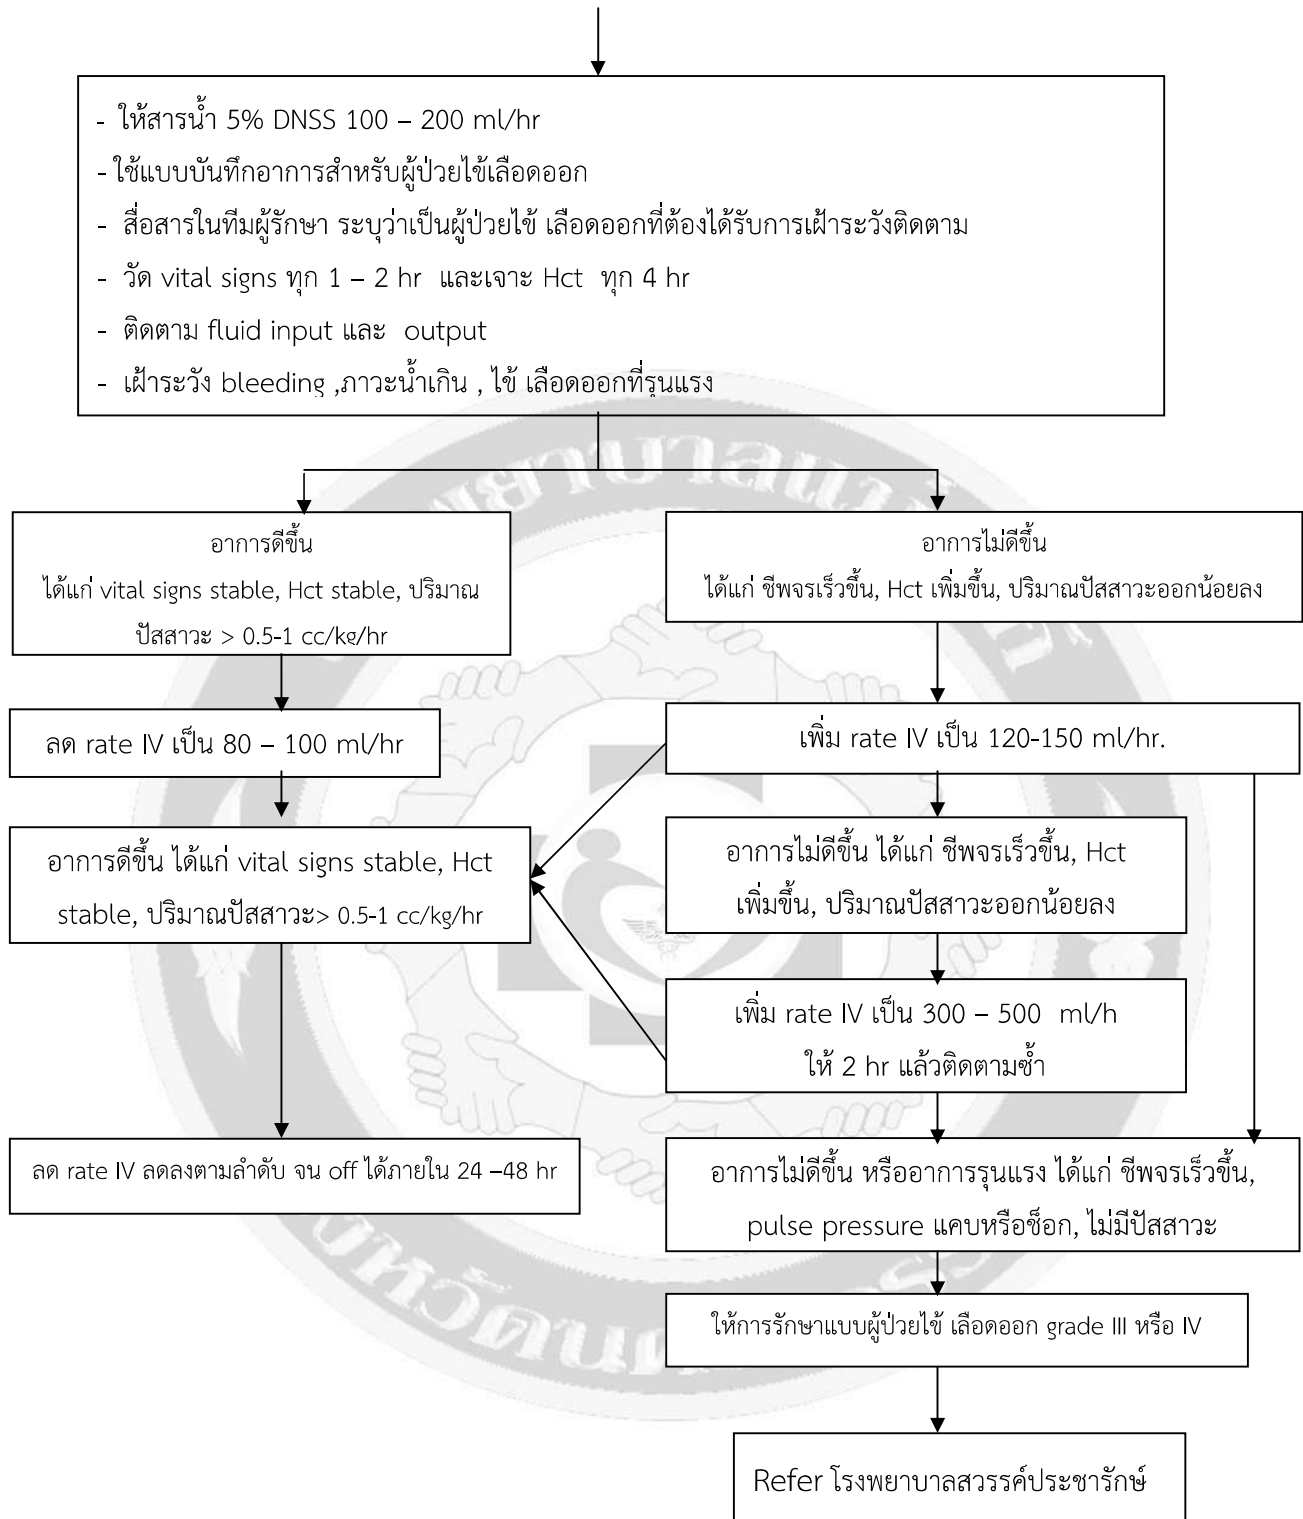 - ให้สารน้ำ 5% DNSS 100 – 200 ml/hr
- ใช้แบบบันทึกอาการสำหรับผู้ป่วยไข้เลือดออก
- สื่อสารในทีมผู้รักษา ระบุว่าเป็นผู้ป่วยไข้ เลือดออกที่ต้องได้รับการเฝ้าระวังติดตาม
- วัด vital signs ทุก 1 – 2 hr และเจาะ Hct ทุก 4 hr
- ติดตาม fluid input และ output
- เฝ้าระวัง bleeding ,ภาวะน้ำเกิน , ไข้ เลือดออกที่รุนแรง
อาการดีขึ้น
ได้แก่ vital signs stable, Hct stable, ปริมาณ
ปัสสาวะ > 0.5-1 cc/kg/hr
อาการไม่ดีขึ้น
ได้แก่ ชีพจรเร็วขึ้น, Hct เพิ่มขึ้น, ปริมาณปัสสาวะออกน้อยลง
ลด rate IV เป็น 80 – 100 ml/hr
เพิ่ม rate IV เป็น 120-150 ml/hr.
อาการดีขึ้น ได้แก่ vital signs stable, Hct
stable, ปริมาณปัสสาวะ> 0.5-1 cc/kg/hr
อาการไม่ดีขึ้น ได้แก่ ชีพจรเร็วขึ้น, Hct
เพิ่มขึ้น, ปริมาณปัสสาวะออกน้อยลง
เพิ่ม rate IV เป็น 300 – 500 ml/h
ให้ 2 hr แล้วติดตามซ้ำ
ลด rate IV ลดลงตามลำดับ จน off ได้ภายใน 24 –48 hr
อาการไม่ดีขึ้น หรืออาการรุนแรง ได้แก่ ชีพจรเร็วขึ้น,
pulse pressure แคบหรือช็อก, ไม่มีปัสสาวะ
ให้การรักษาแบบผู้ป่วยไข้ เลือดออก grade III หรือ IV
Refer โรงพยาบาลสวรรค์ประชารักษ์